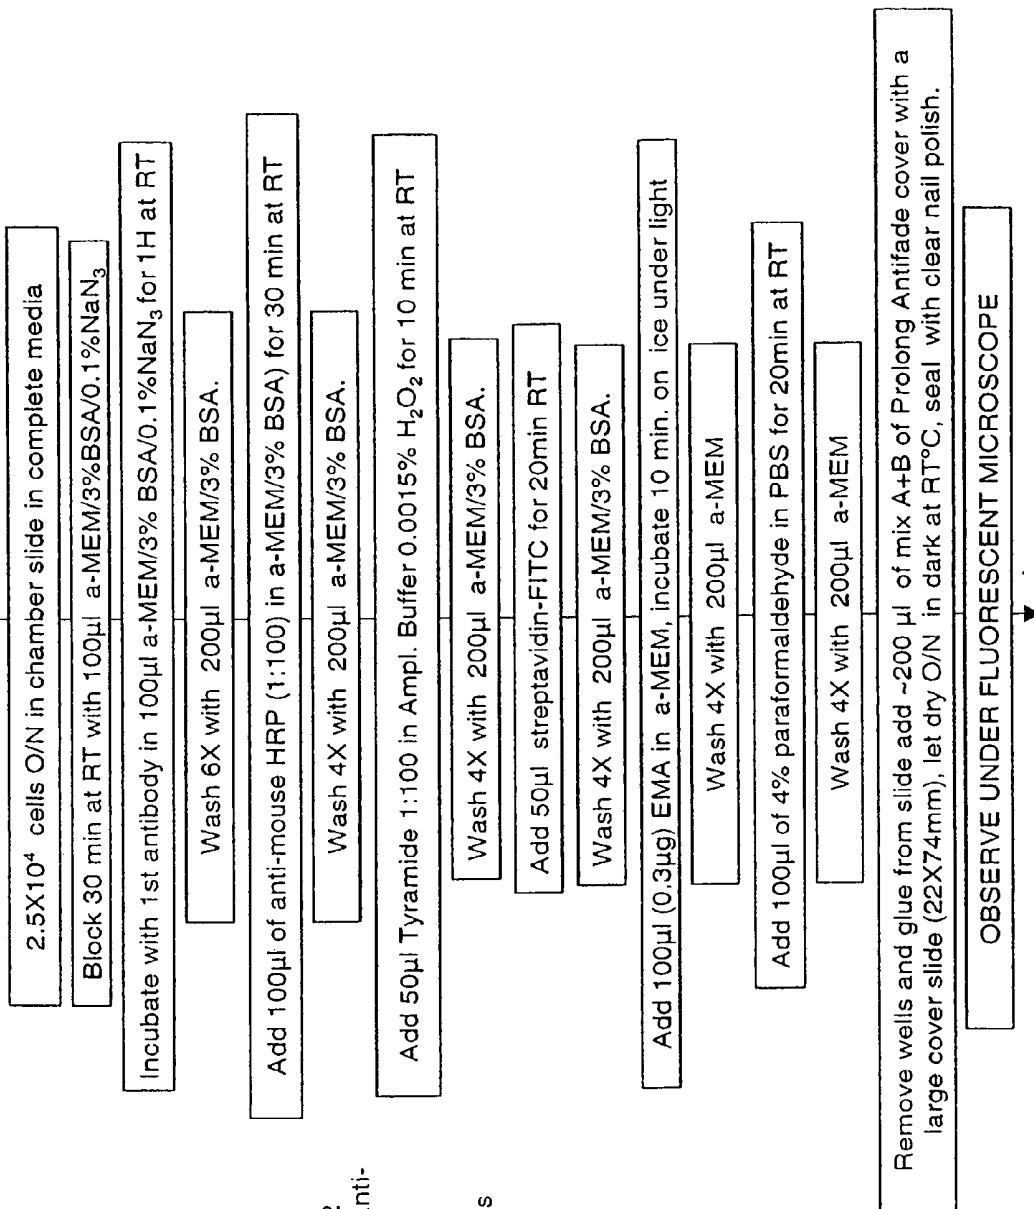 2.5X10⁴ cells O/N in chamber slide in complete media
Block 30 min at RT with 100µl a-MEM/3%BSA/0.1%NaN₃
Incubate with 1st antibody in 100µl a-MEM/3% BSA/0.1%NaN₃ for 1H at RT
Wash 6X with 200µl a-MEM/3% BSA.
Add 100µl of anti-mouse HRP (1:100) in a-MEM/3% BSA) for 30 min at RT
Wash 4X with 200µl a-MEM/3% BSA.
Add 50µl Tyramide 1:100 in Ampl. Buffer 0.0015% H₂O₂ for 10 min at RT
Wash 4X with 200µl a-MEM/3% BSA.
Add 50µl streptavidin-FITC for 20min RT
Wash 4X with 200µl a-MEM/3% BSA.
Add 100µl (0.3µg) EMA in a-MEM, incubate 10 min. on ice under light
Wash 4X with 200µl a-MEM
Add 100µl of 4% paraformaldehyde in PBS for 20min at RT
Wash 4X with 200µl a-MEM
Remove wells and glue from slide add ~200 µl of mix A+B of Prolong Antifade cover with a
large cover slide (22X74mm), let dry O/N in dark at RT°C, seal with clear nail polish.
OBSERVE UNDER FLUORESCENT MICROSCOPE